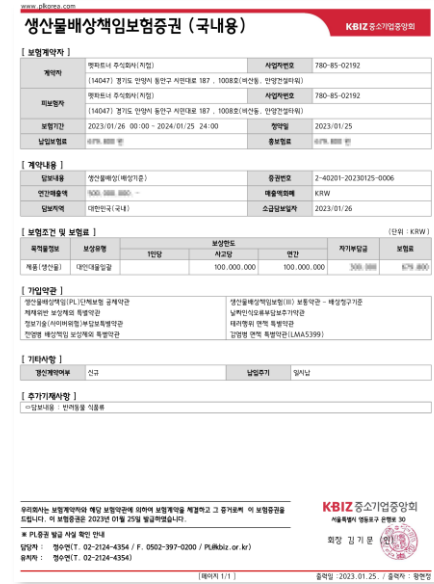 www.plkorea.com
생산물배상책임보험증권 (국내용)
K·BIZ 중소기업중앙회
[ 보험계약자 ]
계약자 펫파트너 주식회사(지점) 사업자번호 780-85-02192
(14047) 경기도 안양시 동안구 시민대로 187 , 1008호(비산동, 안양건설타워)
피보험자 펫파트너 주식회사(지점) 사업자번호 780-85-02192
(14047) 경기도 안양시 동안구 시민대로 187 , 1008호(비산동, 안양건설타워)
보험기간 2023/01/26 00:00 ~ 2024/01/25 24:00 청약일 2023/01/25
납입보험료 원 총보험료 원
[ 계약내용 ]
담보내용 생산물배상(배상기준) 증권번호 2-40201-20230125-0006
연간매출액 매출액화폐 KRW
담보지역 대한민국(국내) 소급담보일자 2023/01/26
[ 보험조건 및 보험료 ] (단위 : KRW )
목적물정보 보상유형 보상한도 자기부담금 보험료
1인당 사고당 연간
제품(생산물) 대인대물일괄 100,000,000 100,000,000
[ 가입약관 ]
생산물배상책임(PL)단체보험 공제약관 생산물배상책임보험(III) 보통약관 - 배상청구기준
제재위반 보상제외 특별약관 날짜인식오류부담보추가약관
정보기술(사이버위험)부담보특별약관 테러행위 면책 특별약관
전염병 배상책임 보상제외 특별약관 감염병 면책 특별약관(LMA5399)
[ 기타사항 ]
갱신계약여부 신규 납입주기 일시납
[ 추가기재사항 ]
⇨담보내용 : 반려동물 식품류
우리회사는 보험계약자와 해당 보험약관에 의하여 보험계약을 체결하고 그 증거로써 이 보험증권을
드립니다. 이 보험증권은 2023년 01월 25일 발급하였습니다.
※ PL증권 발급 사실 확인 안내
담당자 : 정수연(T. 02-2124-4354 / F. 0502-397-0200 / PL@kbiz.or.kr)
유치자 : 정수연(T. 02-2124-4354)
K·BIZ 중소기업중앙회
서울특별시 영등포구 은행로 30
회장 김 기 문 (인)
[페이지 1/1 ]
출력일 :2023.01.25. / 출력자 : 황현정